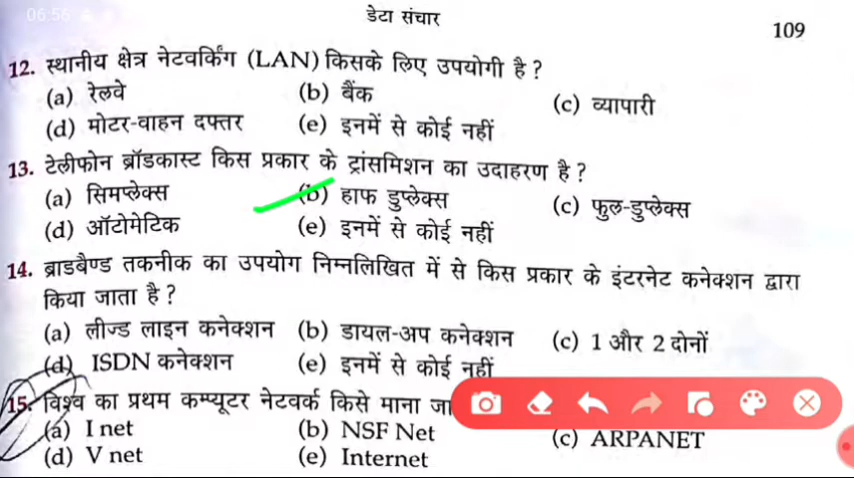 06:56
डेटा संचार
109
12. स्थानीय क्षेत्र नेटवर्किंग (LAN) किसके लिए उपयोगी है ?
(a) रेलवे (b) बैंक (c) व्यापारी
(d) मोटर-वाहन दफ्तर (e) इनमें से कोई नहीं
13. टेलीफोन ब्रॉडकास्ट किस प्रकार के ट्रांसमिशन का उदाहरण है ?
(a) सिमप्लेक्स (b) हाफ डुप्लेक्स (c) फुल-डुप्लेक्स
(d) ऑटोमेटिक (e) इनमें से कोई नहीं
14. ब्राडबैण्ड तकनीक का उपयोग निम्नलिखित में से किस प्रकार के इंटरनेट कनेक्शन द्वारा
किया जाता है ?
(a) लीज्ड लाइन कनेक्शन (b) डायल-अप कनेक्शन (c) 1 और 2 दोनों
(d) ISDN कनेक्शन (e) इनमें से कोई नहीं
15. विश्व का प्रथम कम्प्यूटर नेटवर्क किसे माना
(a) I net (b) NSF Net (c) ARPANET
(d) V net (e) Internet